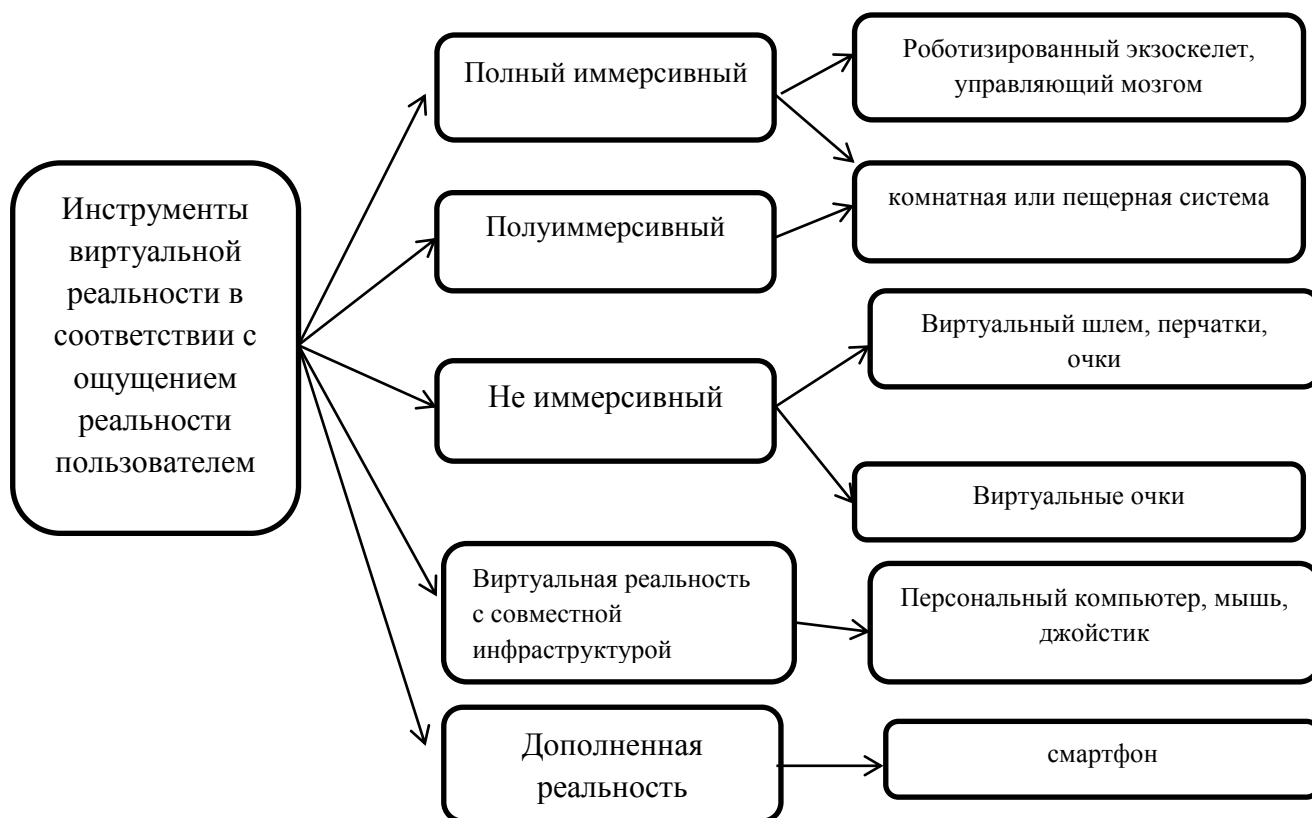 Инструменты
виртуальной
реальности в
соответствии с
ощущением
реальности
пользователем
Полный иммерсивный
Полуиммерсивный
Не иммерсивный
Виртуальная реальность
с совместной
инфраструктурой
Дополненная
реальность
Роботизированный экзоскелет,
управляющий мозгом
комнатная или пещерная система
Виртуальный шлем, перчатки,
очки
Виртуальные очки
Персональный компьютер, мышь,
джойстик
смартфон